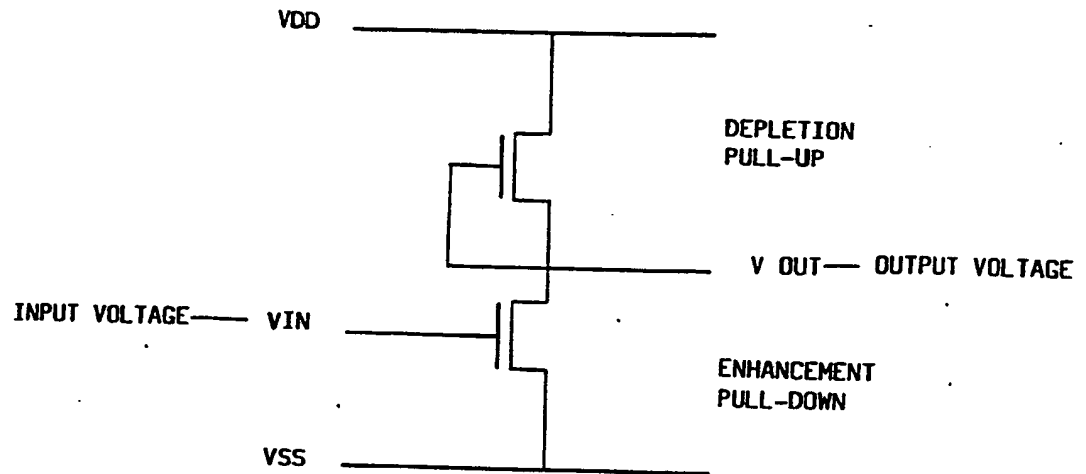 VDD
DEPLETION
PULL-UP
V OUT— OUTPUT VOLTAGE
INPUT VOLTAGE— VIN
ENHANCEMENT
PULL-DOWN
VSS